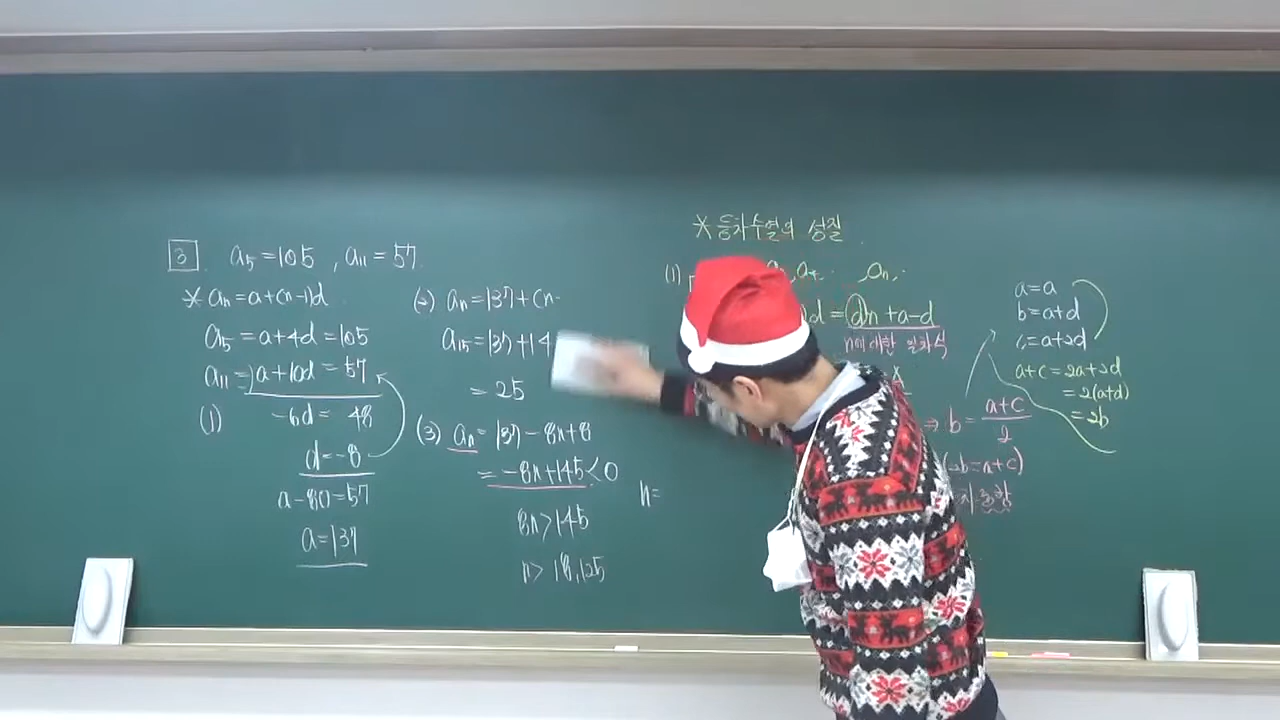 3. a₅=105, a₁₁=57
* aₙ=a+(n-1)d
a₅=a+4d=105
a₁₁=a+10d=57
(1)
-6d= 48
d=-8
a-80=57
a=137
(2) aₙ=137+(n-
a₁₅=137+14
=25
(3) aₙ=137-8n+8
=-8n+145<0
8n>145
n>18,125
n=
* 등차수열의 성질
(1)
,aₙ,..
d=dn+a-d
n에 대한 일차식
⇒ b=a+c/2
(2b=a+c)
a=a
b=a+d
c=a+2d
a+c=2a+2d
=2(a+d)
=2b